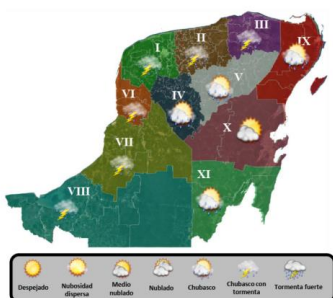 I
II
III
IX
V
VI
IV
X
VII
VIII
XI
Despejado
Nubosidad
dispersa
Medio
nublado
Nublado
Chubasco
Chubasco con
tormenta
Tormenta fuerte